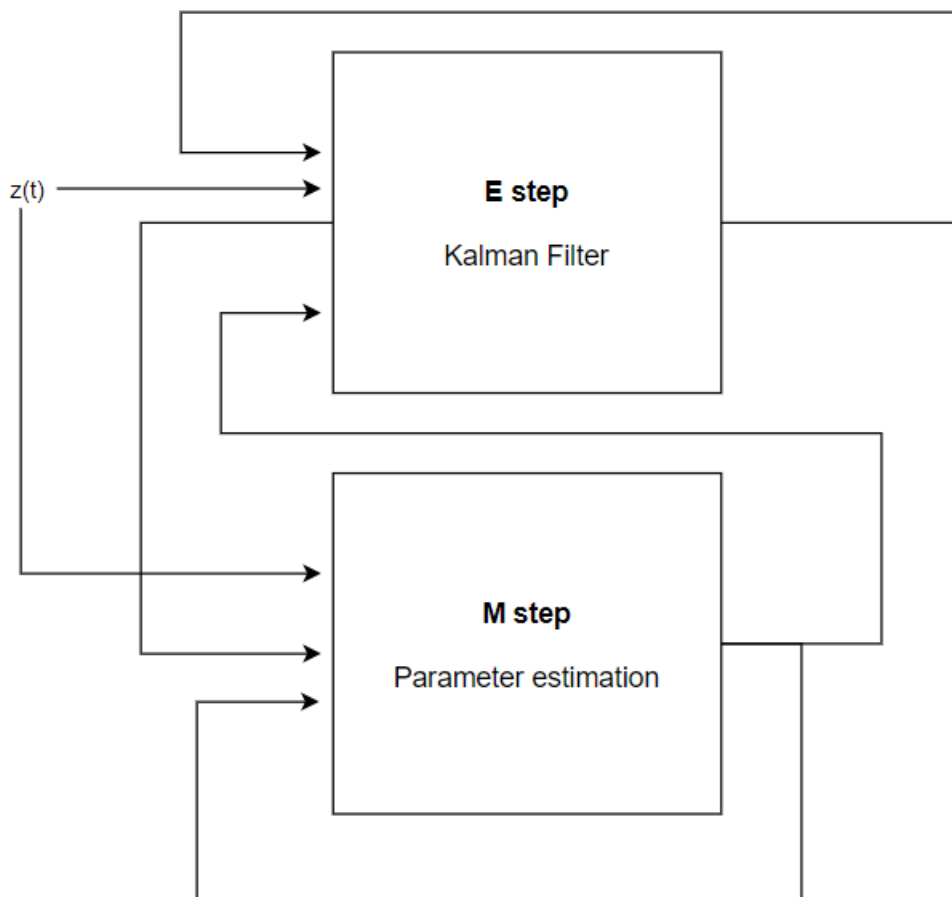 E step
z(t)
Kalman Filter
M step
Parameter estimation